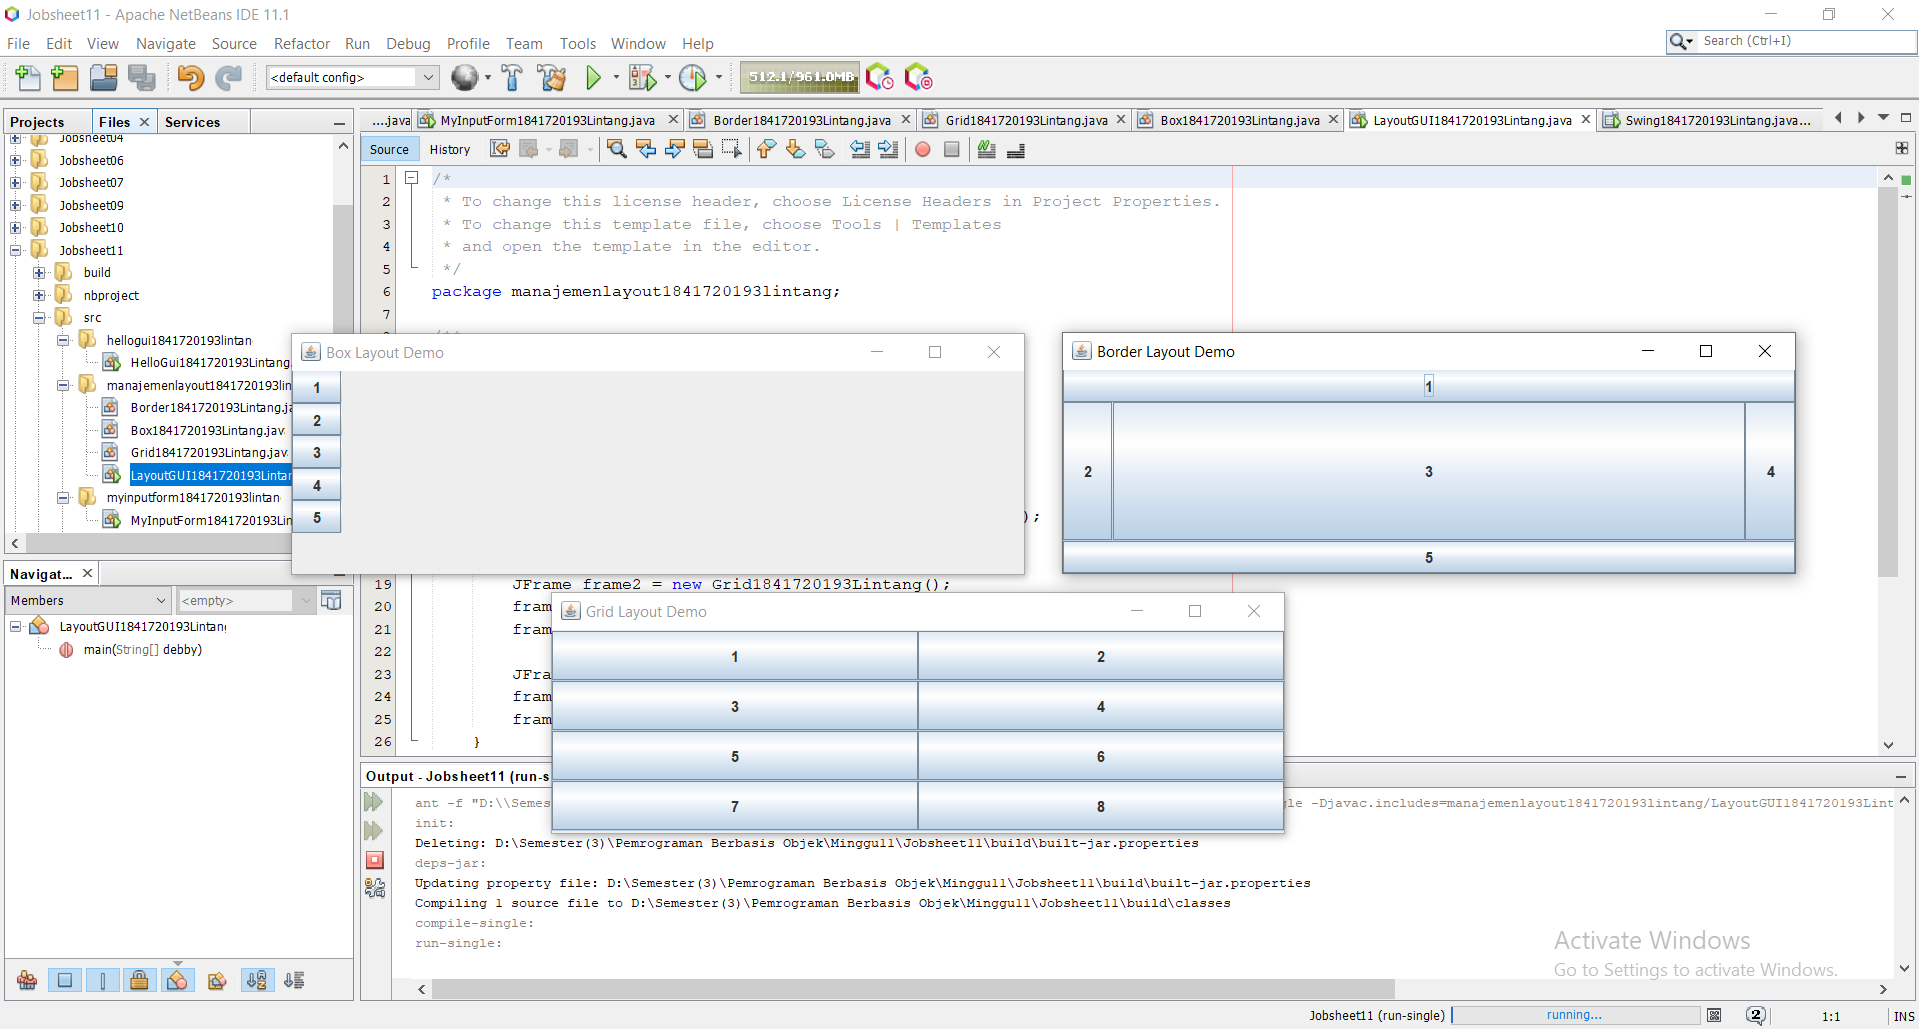 Jobsheet11 - Apache NetBeans IDE 11.1
File Edit View Navigate Source Refactor Run Debug Profile Team Tools Window Help
Search (Ctrl+I)
<default config>
512.1/961.0MB
Projects Files Services
Jobsheet04
Jobsheet06
Jobsheet07
Jobsheet09
Jobsheet10
Jobsheet11
build
nbproject
src
hellogui1841720193lintan
HelloGui1841720193Lintang
manajemenlayout1841720193lin
Border1841720193Lintang.ja
Box1841720193Lintang.jav
Grid1841720193Lintang.jav
LayoutGUI1841720193Lintar
myinputform1841720193lintan
MyInputForm1841720193Lin
....java MyInputForm1841720193Lintang.java Border1841720193Lintang.java Grid1841720193Lintang.java Box1841720193Lintang.java LayoutGUI1841720193Lintang.java Swing1841720193Lintang.java...
Source History
1 /*
2 * To change this license header, choose License Headers in Project Properties.
3 * To change this template file, choose Tools | Templates
4 * and open the template in the editor.
5 */
6 package manajemenlayout1841720193lintang;
7
);
19 JFrame frame2 = new Grid1841720193Lintang();
20 fram
21 fram
22
23 JFra
24 fram
25 fram
26 }
Box Layout Demo
1
2
3
4
5
Border Layout Demo
1
2 3 4
5
Grid Layout Demo
1 2
3 4
5 6
7 8
Navigat...
Members <empty>
LayoutGUI1841720193Lintang
main(String[] debby)
Output - Jobsheet11 (run-s
ant -f "D:\\Semes le -Djavac.includes=manajemenlayout1841720193lintang/LayoutGUI1841720193Lint
init:
Deleting: D:\Semester(3)\Pemrograman Berbasis Objek\Minggu11\Jobsheet11\build\built-jar.properties
deps-jar:
Updating property file: D:\Semester(3)\Pemrograman Berbasis Objek\Minggu11\Jobsheet11\build\built-jar.properties
Compiling 1 source file to D:\Semester(3)\Pemrograman Berbasis Objek\Minggu11\Jobsheet11\build\classes
compile-single:
run-single:
Activate Windows
Go to Settings to activate Windows.
Jobsheet11 (run-single) running... 2 1:1 INS